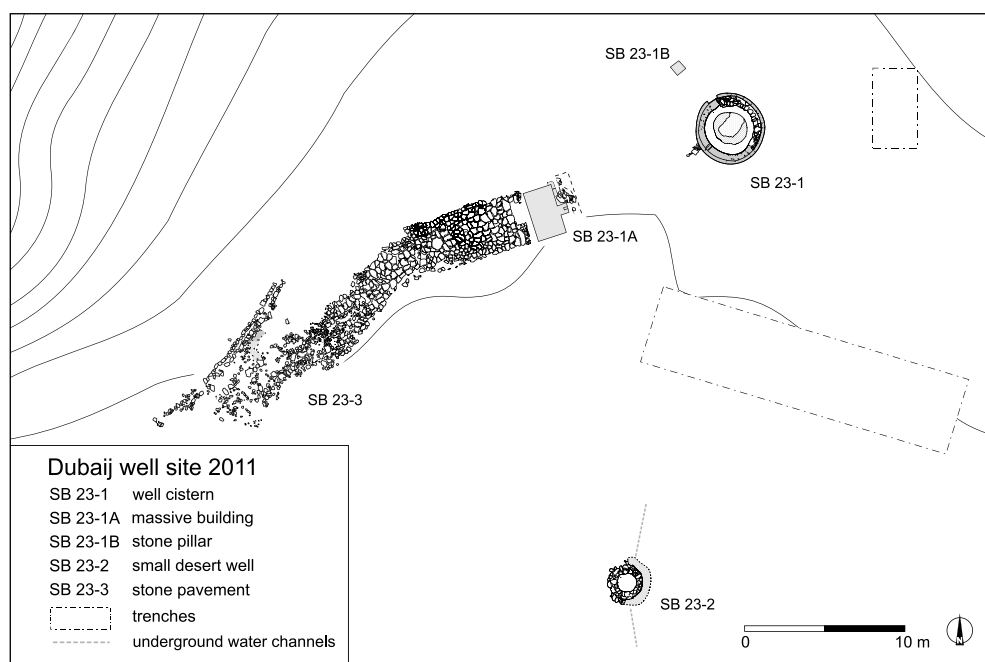 SB 23-1B
SB 23-1
SB 23-1A
SB 23-3
SB 23-2
Dubaij well site 2011
SB 23-1 well cistern
SB 23-1A massive building
SB 23-1B stone pillar
SB 23-2 small desert well
SB 23-3 stone pavement
trenches
underground water channels
0 10 m
N